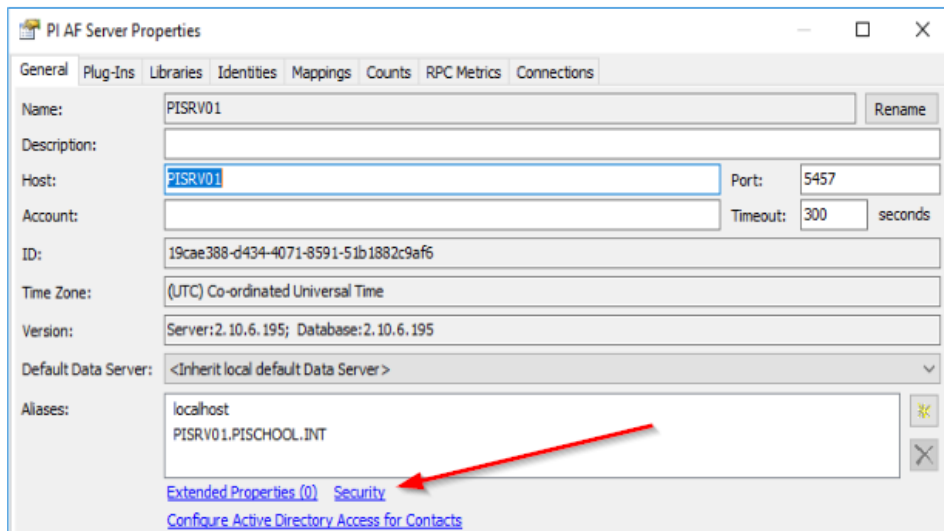 PI AF Server Properties
General Plug-Ins Libraries Identities Mappings Counts RPC Metrics Connections
Name: PISRV01 Rename
Description:
Host: PISRV01 Port: 5457
Account: Timeout: 300 seconds
ID: 19cae388-d434-4071-8591-51b1882c9af6
Time Zone: (UTC) Co-ordinated Universal Time
Version: Server:2.10.6.195; Database:2.10.6.195
Default Data Server: <Inherit local default Data Server>
Aliases: localhost
PISRV01.PISCHOOL.INT
Extended Properties (0) Security
Configure Active Directory Access for Contacts